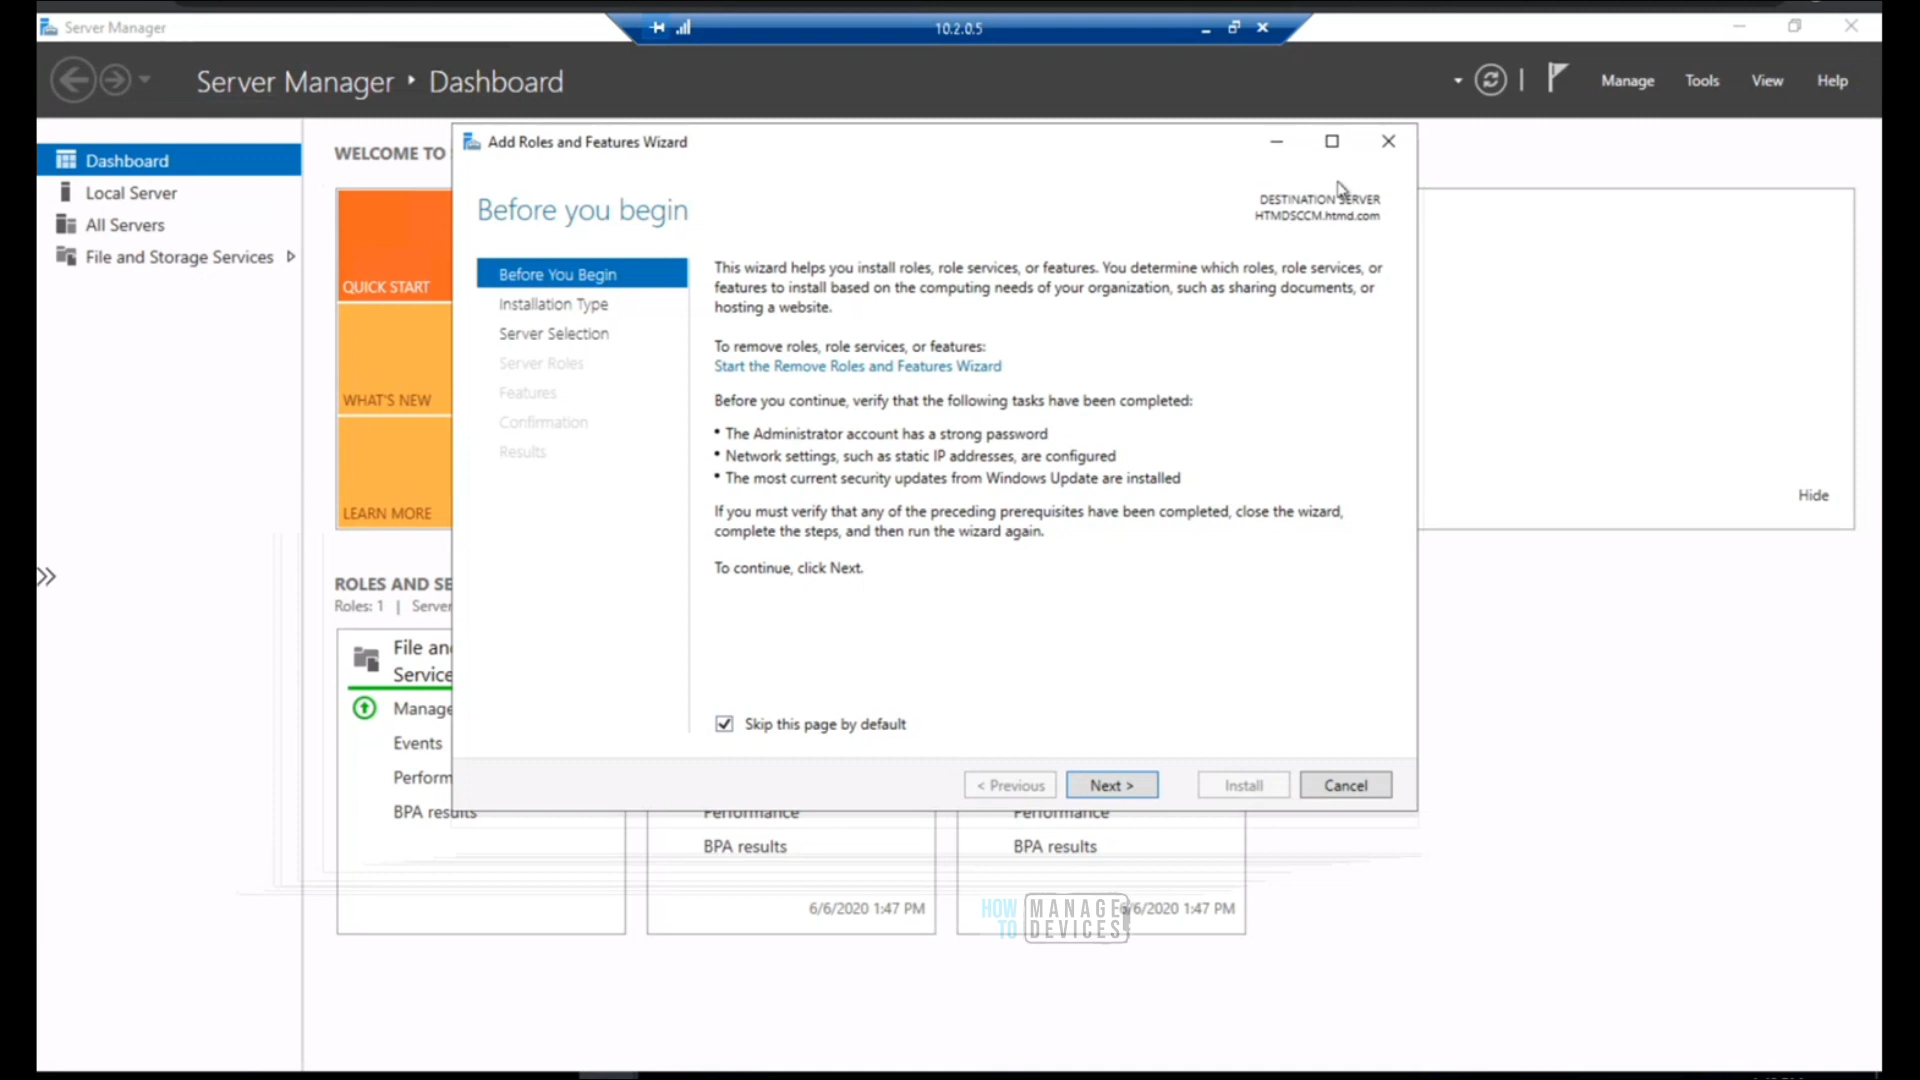 Server Manager
10.2.0.5
Server Manager
Dashboard
Manage
Tools
View
Help
Dashboard
Local Server
All Servers
File and Storage Services
WELCOME TO
QUICK START
WHAT'S NEW
LEARN MORE
Hide
ROLES AND SE
Roles: 1 | Server
File an
Service
Manage
Events
Perform
BPA results
Add Roles and Features Wizard
Before you begin
DESTINATION SERVER
HTMDSCCM.htmd.com
Before You Begin
Installation Type
Server Selection
Server Roles
Features
Confirmation
Results
This wizard helps you install roles, role services, or features. You determine which roles, role services, or
features to install based on the computing needs of your organization, such as sharing documents, or
hosting a website.
To remove roles, role services, or features:
Start the Remove Roles and Features Wizard
Before you continue, verify that the following tasks have been completed:
• The Administrator account has a strong password
• Network settings, such as static IP addresses, are configured
• The most current security updates from Windows Update are installed
If you must verify that any of the preceding prerequisites have been completed, close the wizard,
complete the steps, and then run the wizard again.
To continue, click Next.
Skip this page by default
< Previous
Next >
Install
Cancel
Performance
BPA results
6/6/2020 1:47 PM
Performance
BPA results
6/6/2020 1:47 PM
HOW MANAGE
TO DEVICES